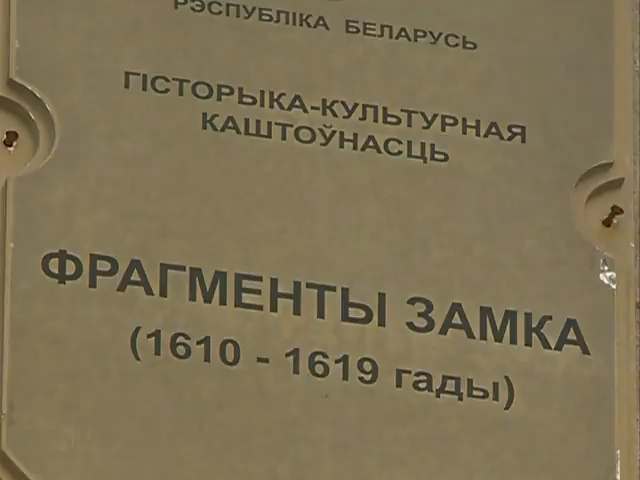 РЭСПУБЛІКА БЕЛАРУСЬ
ГІСТОРЫКА-КУЛЬТУРНАЯ
КАШТОЎНАСЦЬ
ФРАГМЕНТЫ ЗАМКА
(1610 - 1619 гады)